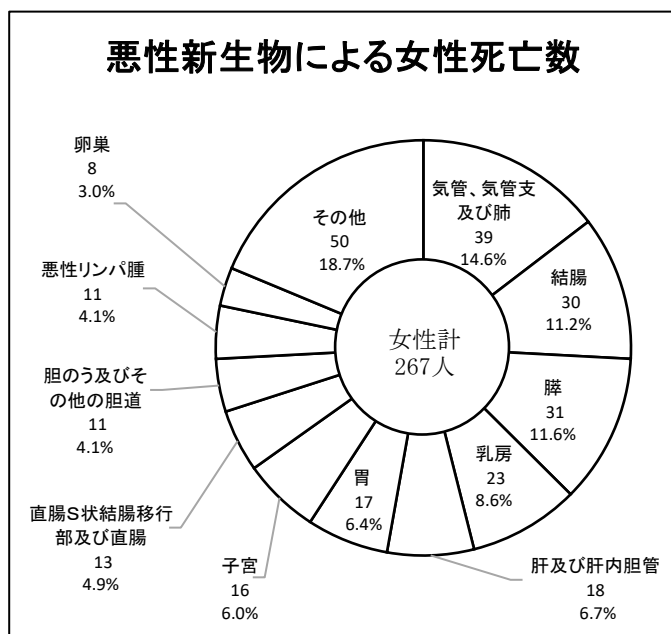 悪性新生物による女性死亡数
気管、気管支
及び肺
39
14.6%
結腸
30
11.2%
膵
31
11.6%
乳房
23
8.6%
肝及び肝内胆管
18
6.7%
胃
17
6.4%
子宮
16
6.0%
直腸S状結腸移行
部及び直腸
13
4.9%
胆のう及びそ
の他の胆道
11
4.1%
悪性リンパ腫
11
4.1%
卵巣
8
3.0%
その他
50
18.7%
女性計
267人